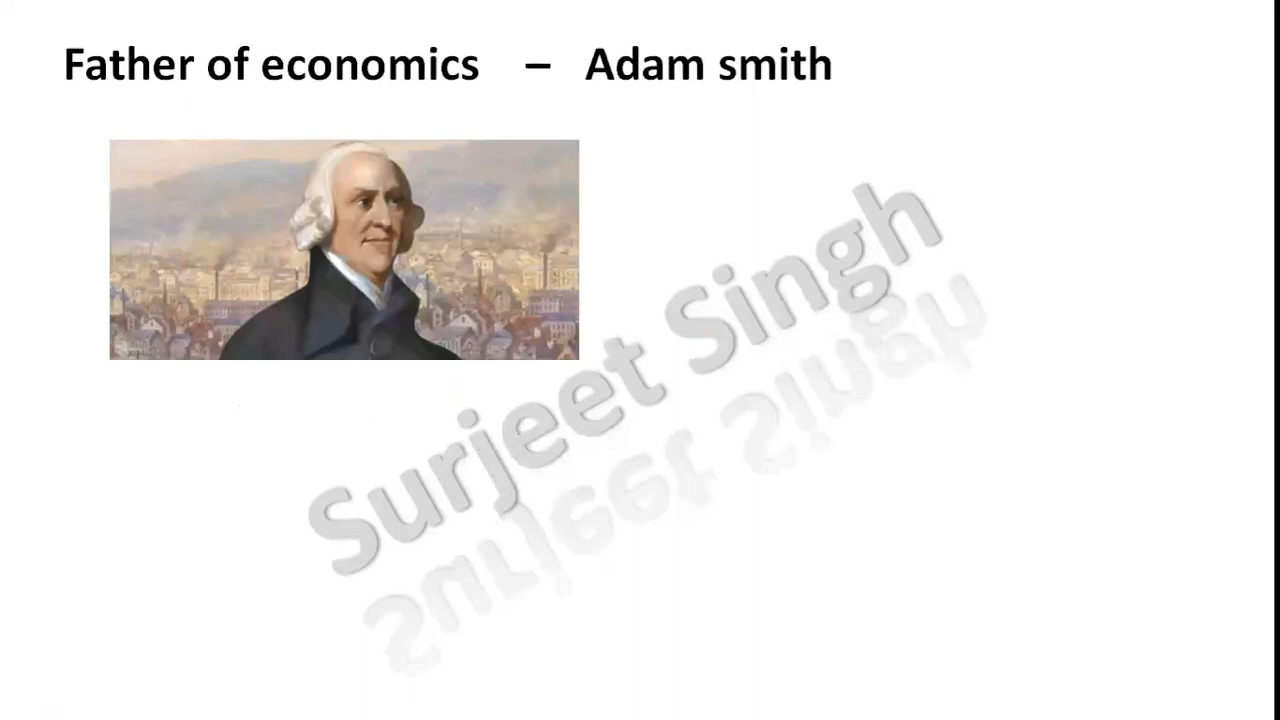 Father of economics – Adam smith
Surjeet Singh